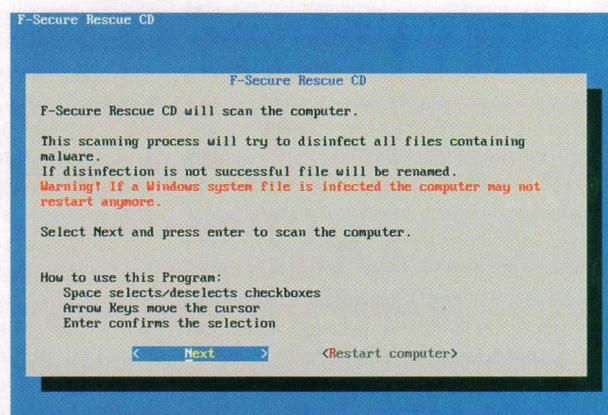 F-Secure Rescue CD
F-Secure Rescue CD
F-Secure Rescue CD will scan the computer.
This scanning process will try to disinfect all files containing
malware.
If disinfection is not successful file will be renamed.
Warning! If a Windows system file is infected the computer may not
restart anymore.
Select Next and press enter to scan the computer.
How to use this Program:
Space selects/deselects checkboxes
Arrow Keys move the cursor
Enter confirms the selection
< Next > <Restart computer>